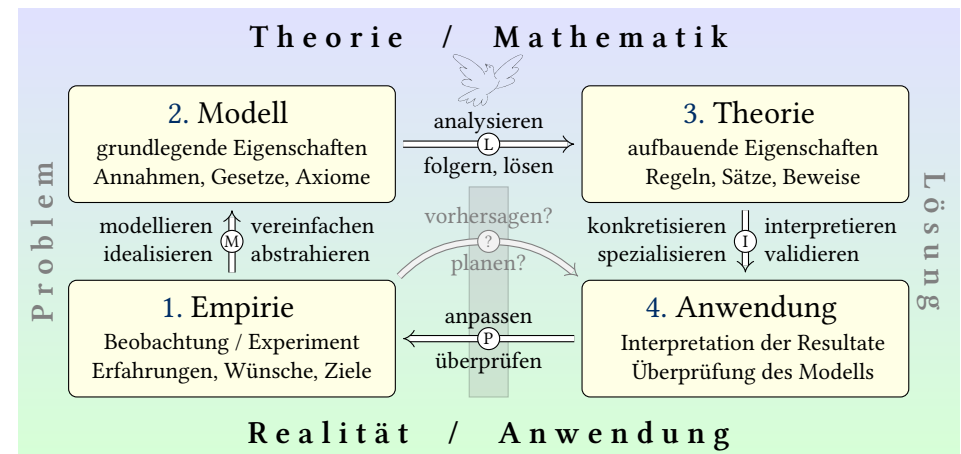 Theorie / Mathematik
2. Modell
grundlegende Eigenschaften
Annahmen, Gesetze, Axiome
analysieren
L
folgern, lösen
3. Theorie
aufbauende Eigenschaften
Regeln, Sätze, Beweise
Problem
Lösung
modellieren
idealisieren
M
vereinfachen
abstrahieren
vorhersagen?
?
planen?
konkretisieren
spezialisieren
I
interpretieren
validieren
1. Empirie
Beobachtung / Experiment
Erfahrungen, Wünsche, Ziele
anpassen
P
überprüfen
4. Anwendung
Interpretation der Resultate
Überprüfung des Modells
Realität / Anwendung